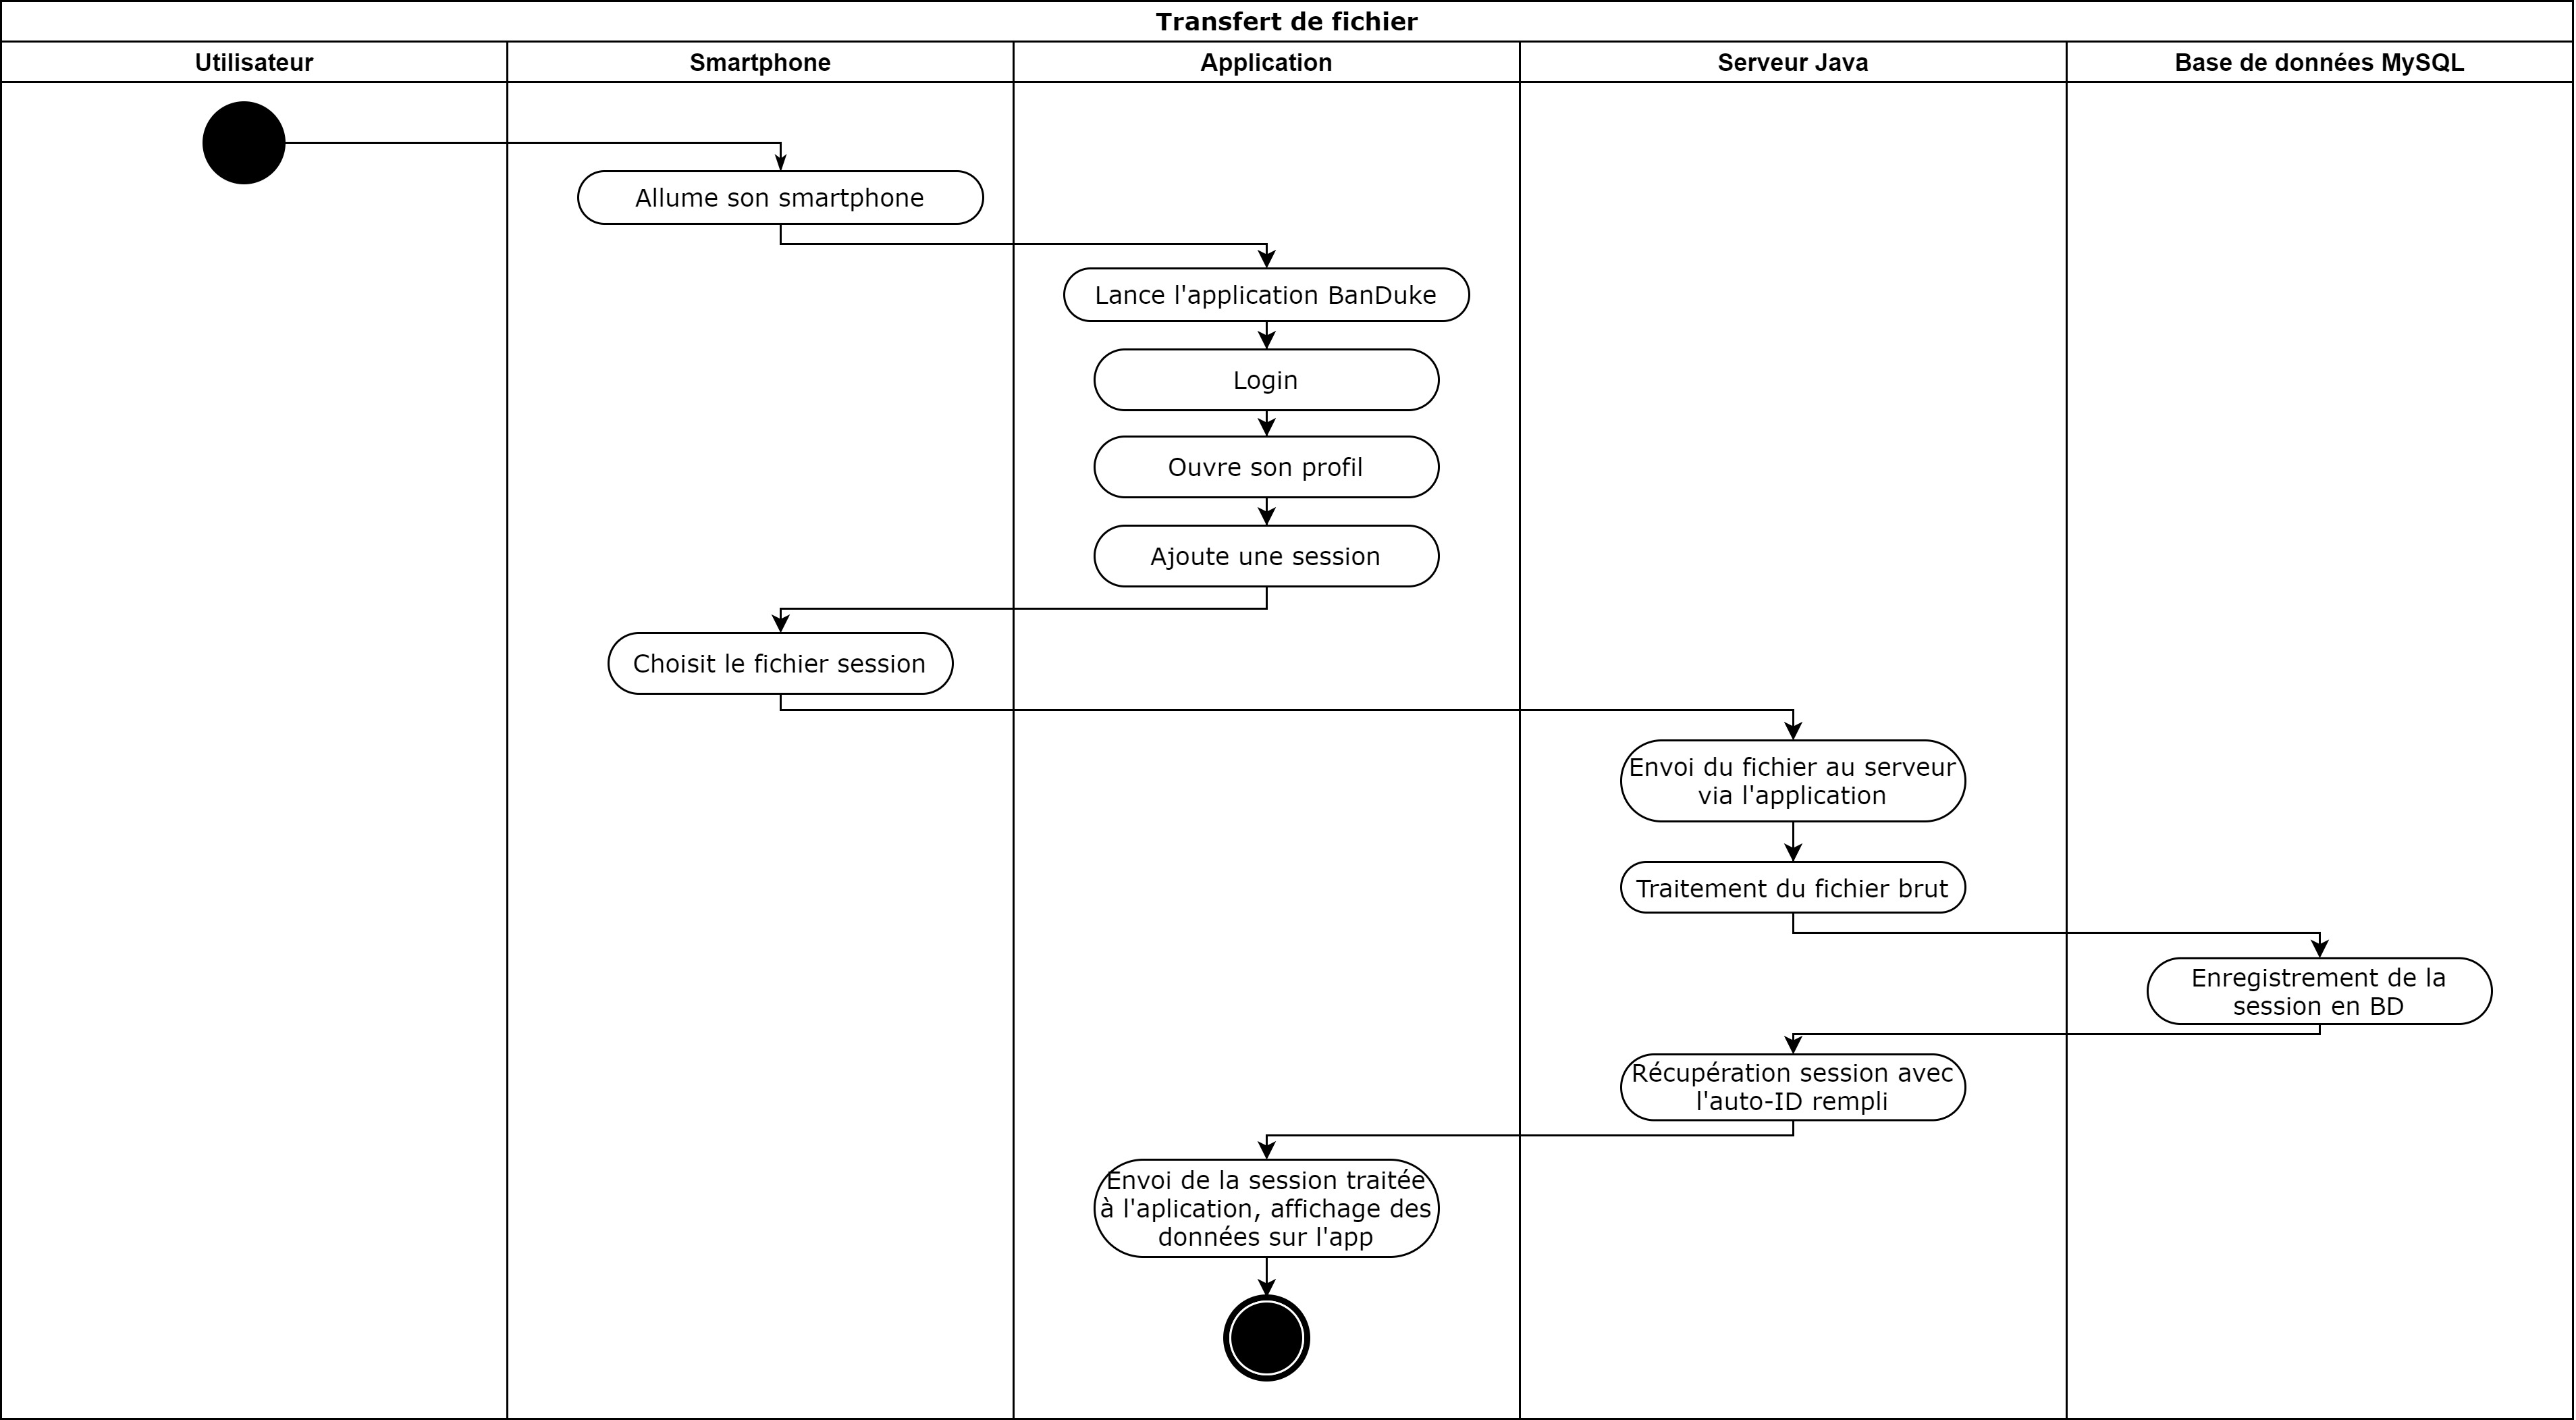 Transfert de fichier
Utilisateur
Smartphone
Application
Serveur Java
Base de données MySQL
Allume son smartphone
Lance l'application BanDuke
Login
Ouvre son profil
Ajoute une session
Choisit le fichier session
Envoi du fichier au serveur
via l'application
Traitement du fichier brut
Enregistrement de la
session en BD
Récupération session avec
l'auto-ID rempli
Envoi de la session traitée
à l'aplication, affichage des
données sur l'app